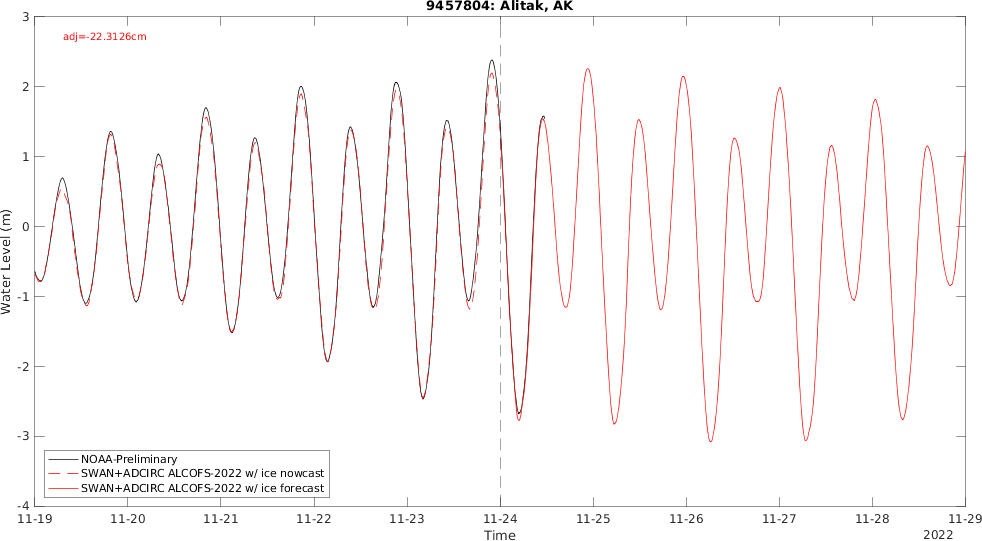 9457804: Alitak, AK
adj=-22.3126cm
3
2
1
0
-1
-2
-3
-4
Water Level (m)
NOAA-Preliminary
SWAN+ADCIRC ALCOFS-2022 w/ ice nowcast
SWAN+ADCIRC ALCOFS-2022 w/ ice forecast
11-19 11-20 11-21 11-22 11-23 11-24 11-25 11-26 11-27 11-28 11-29
Time
2022